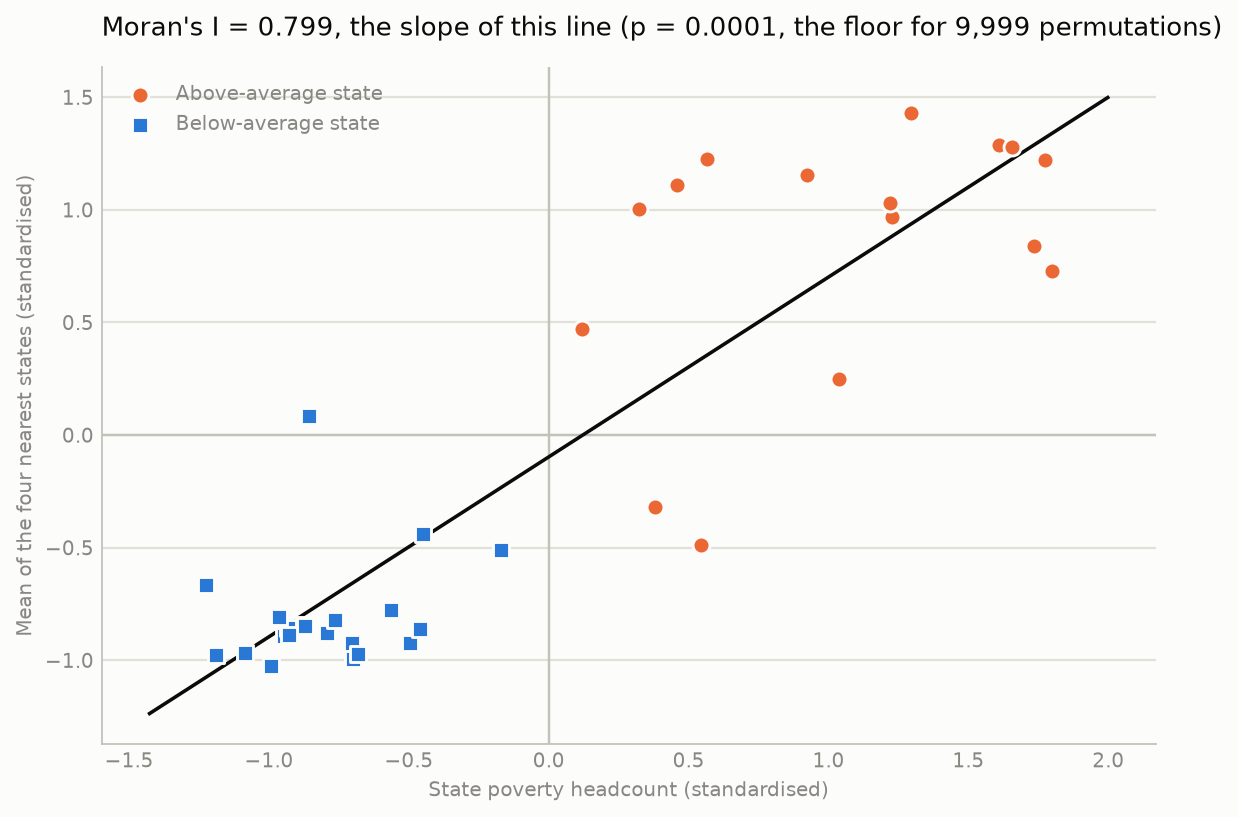 Moran's I = 0.799, the slope of this line (p = 0.0001, the floor for 9,999 permutations)
Above-average state
Below-average state
Mean of the four nearest states (standardised)
1.5
1.0
0.5
0.0
−0.5
−1.0
−1.5
−1.0
−0.5
0.0
0.5
1.0
1.5
2.0
State poverty headcount (standardised)